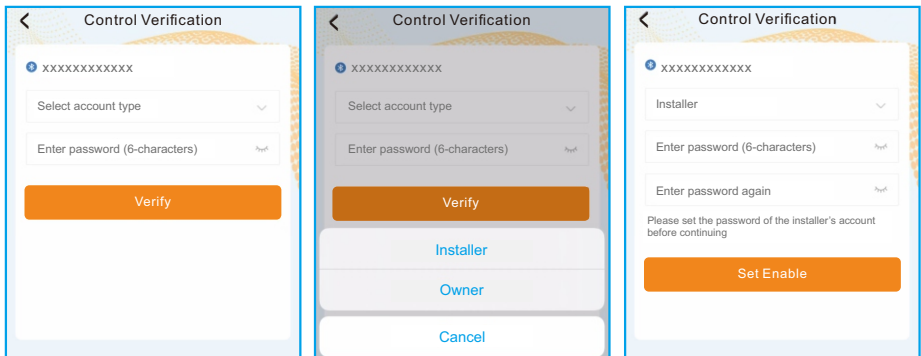 Control Verification
xxxxxxxxxxxx
Select account type
Enter password (6-characters)
Verify
Control Verification
xxxxxxxxxxxx
Select account type
Enter password (6-characters)
Verify
Installer
Owner
Cancel
Control Verification
xxxxxxxxxxxx
Installer
Enter password (6-characters)
Enter password again
Please set the password of the installer's account
before continuing
Set Enable